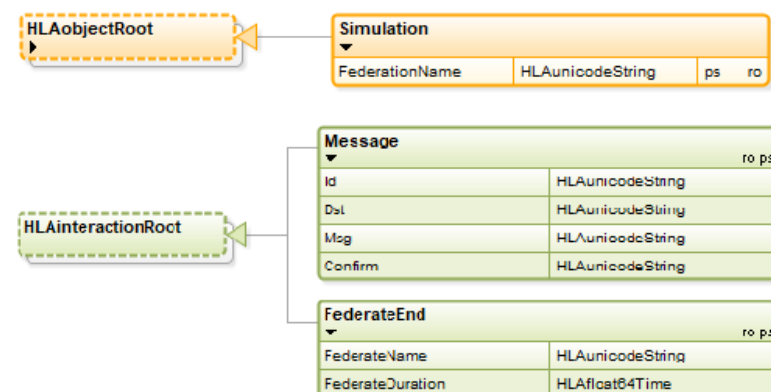 HLAobjectRoot
Simulation
FederationName HLAunicodeString ps ro
Message
ro ps
Id HLAunicodeString
Dst HLAunicodeString
Msg HLAunicodeString
Confirm HLAunicodeString
HLAinteractionRoot
FederateEnd
ro ps
FederateName HLAunicodeString
FederateDuration HLAfloat64Time